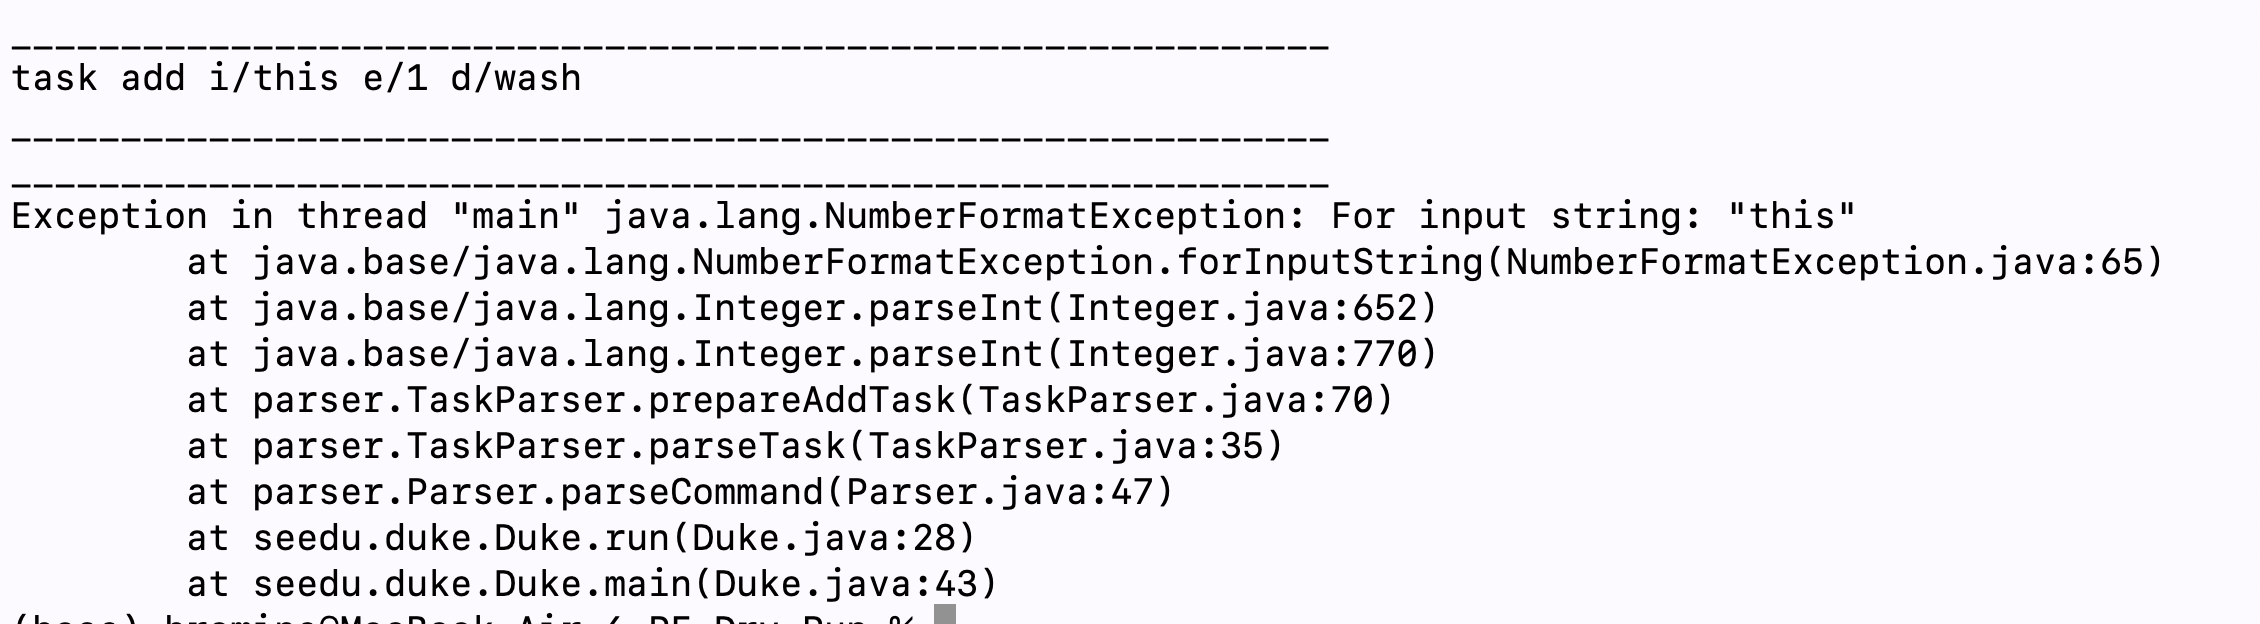 ____________________________________________________________
task add i/this e/1 d/wash
____________________________________________________________
____________________________________________________________
Exception in thread "main" java.lang.NumberFormatException: For input string: "this"
        at java.base/java.lang.NumberFormatException.forInputString(NumberFormatException.java:65)
        at java.base/java.lang.Integer.parseInt(Integer.java:652)
        at java.base/java.lang.Integer.parseInt(Integer.java:770)
        at parser.TaskParser.prepareAddTask(TaskParser.java:70)
        at parser.TaskParser.parseTask(TaskParser.java:35)
        at parser.Parser.parseCommand(Parser.java:47)
        at seedu.duke.Duke.run(Duke.java:28)
        at seedu.duke.Duke.main(Duke.java:43)